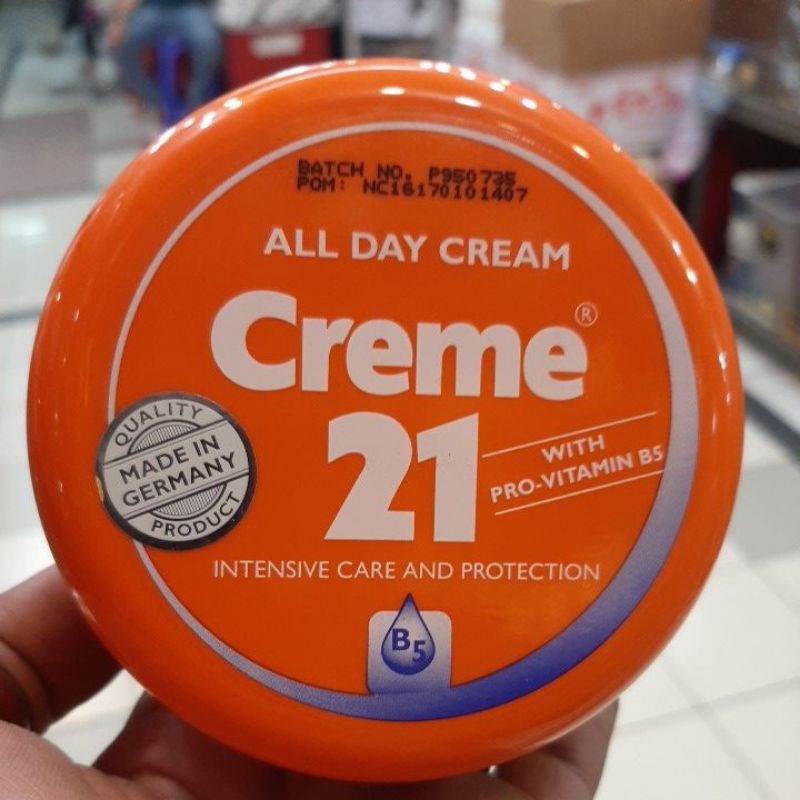 BATCH NO. P950735
POM: NC16170101407
ALL DAY CREAM
Creme®
21
WITH
PRO-VITAMIN B5
QUALITY
MADE IN
GERMANY
PRODUCT
INTENSIVE CARE AND PROTECTION
B5